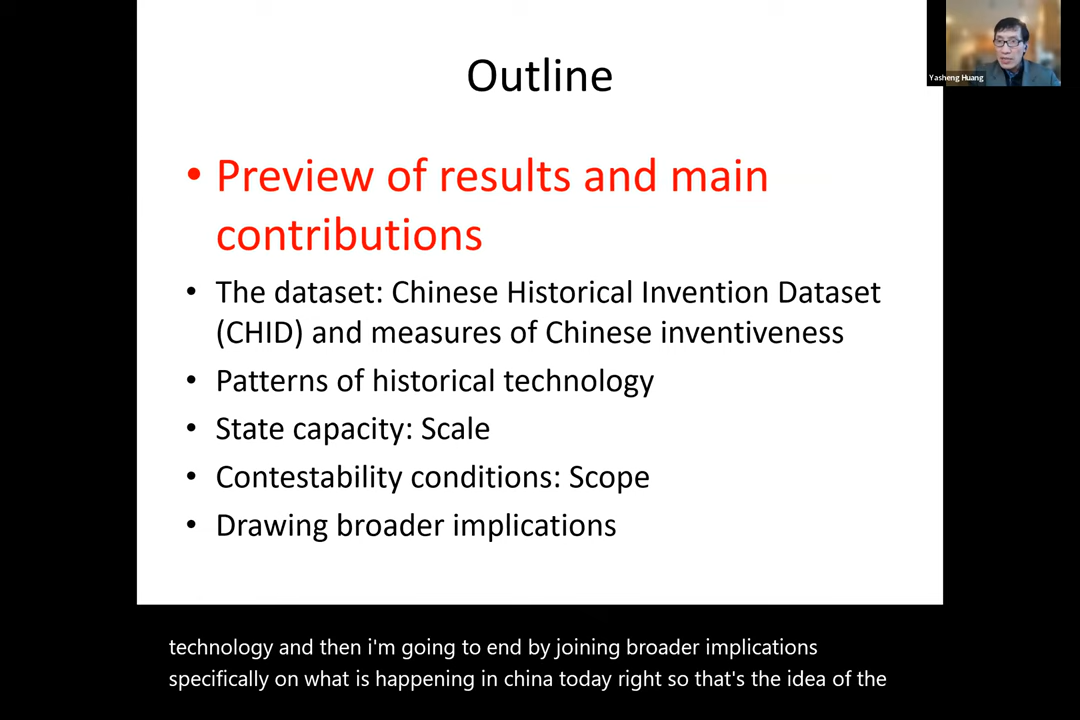 Outline
Yasheng Huang
• Preview of results and main
contributions
• The dataset: Chinese Historical Invention Dataset
(CHID) and measures of Chinese inventiveness
• Patterns of historical technology
• State capacity: Scale
• Contestability conditions: Scope
• Drawing broader implications
technology and then i'm going to end by joining broader implications
specifically on what is happening in china today right so that's the idea of the